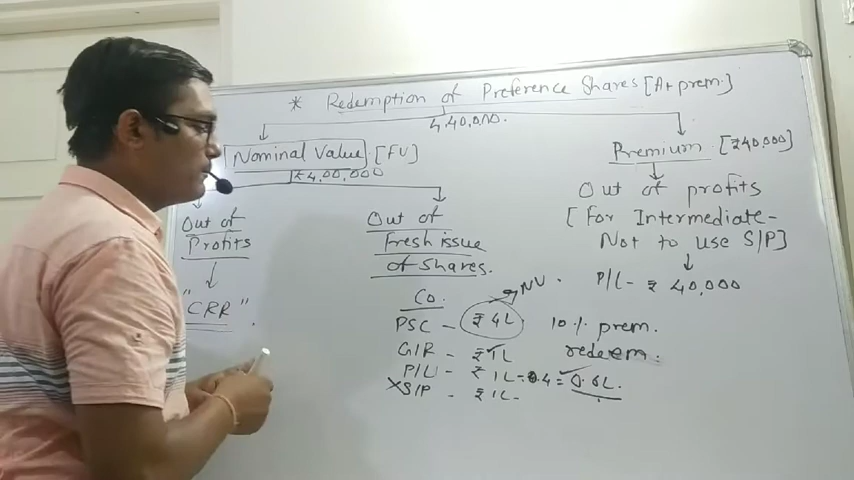 * Redemption of Preference Shares [At prem.]
4,40,000.
Nominal Value [FV]
₹4,00,000
Out of Profits
"CRR".
Out of
Fresh issue
of Shares.
Premium [₹40,000]
Out of profits
[For Intermediate-
Not to use S/P]
P/L - ₹ 40,000
Co.
PSC - ₹ 4L NV.
10% prem.
redeem.
G/R - ₹ 1L
P/L - ₹ 1L - 0.4 = 0.6L.
X S/P - ₹ 1L -